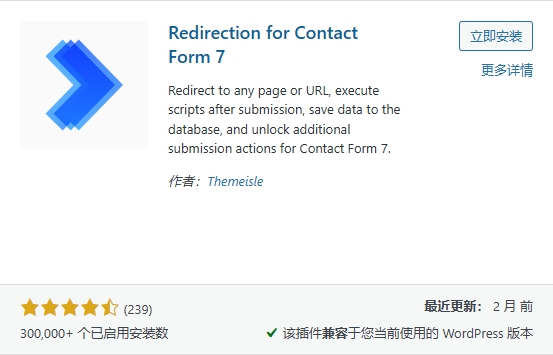 Redirection for Contact
Form 7
立即安装
更多详情
Redirect to any page or URL, execute
scripts after submission, save data to the
database, and unlock additional
submission actions for Contact Form 7.
作者：Themeisle
(239)
最近更新： 2 月 前
300,000+ 个已启用安装数
该插件兼容于您当前使用的 WordPress 版本